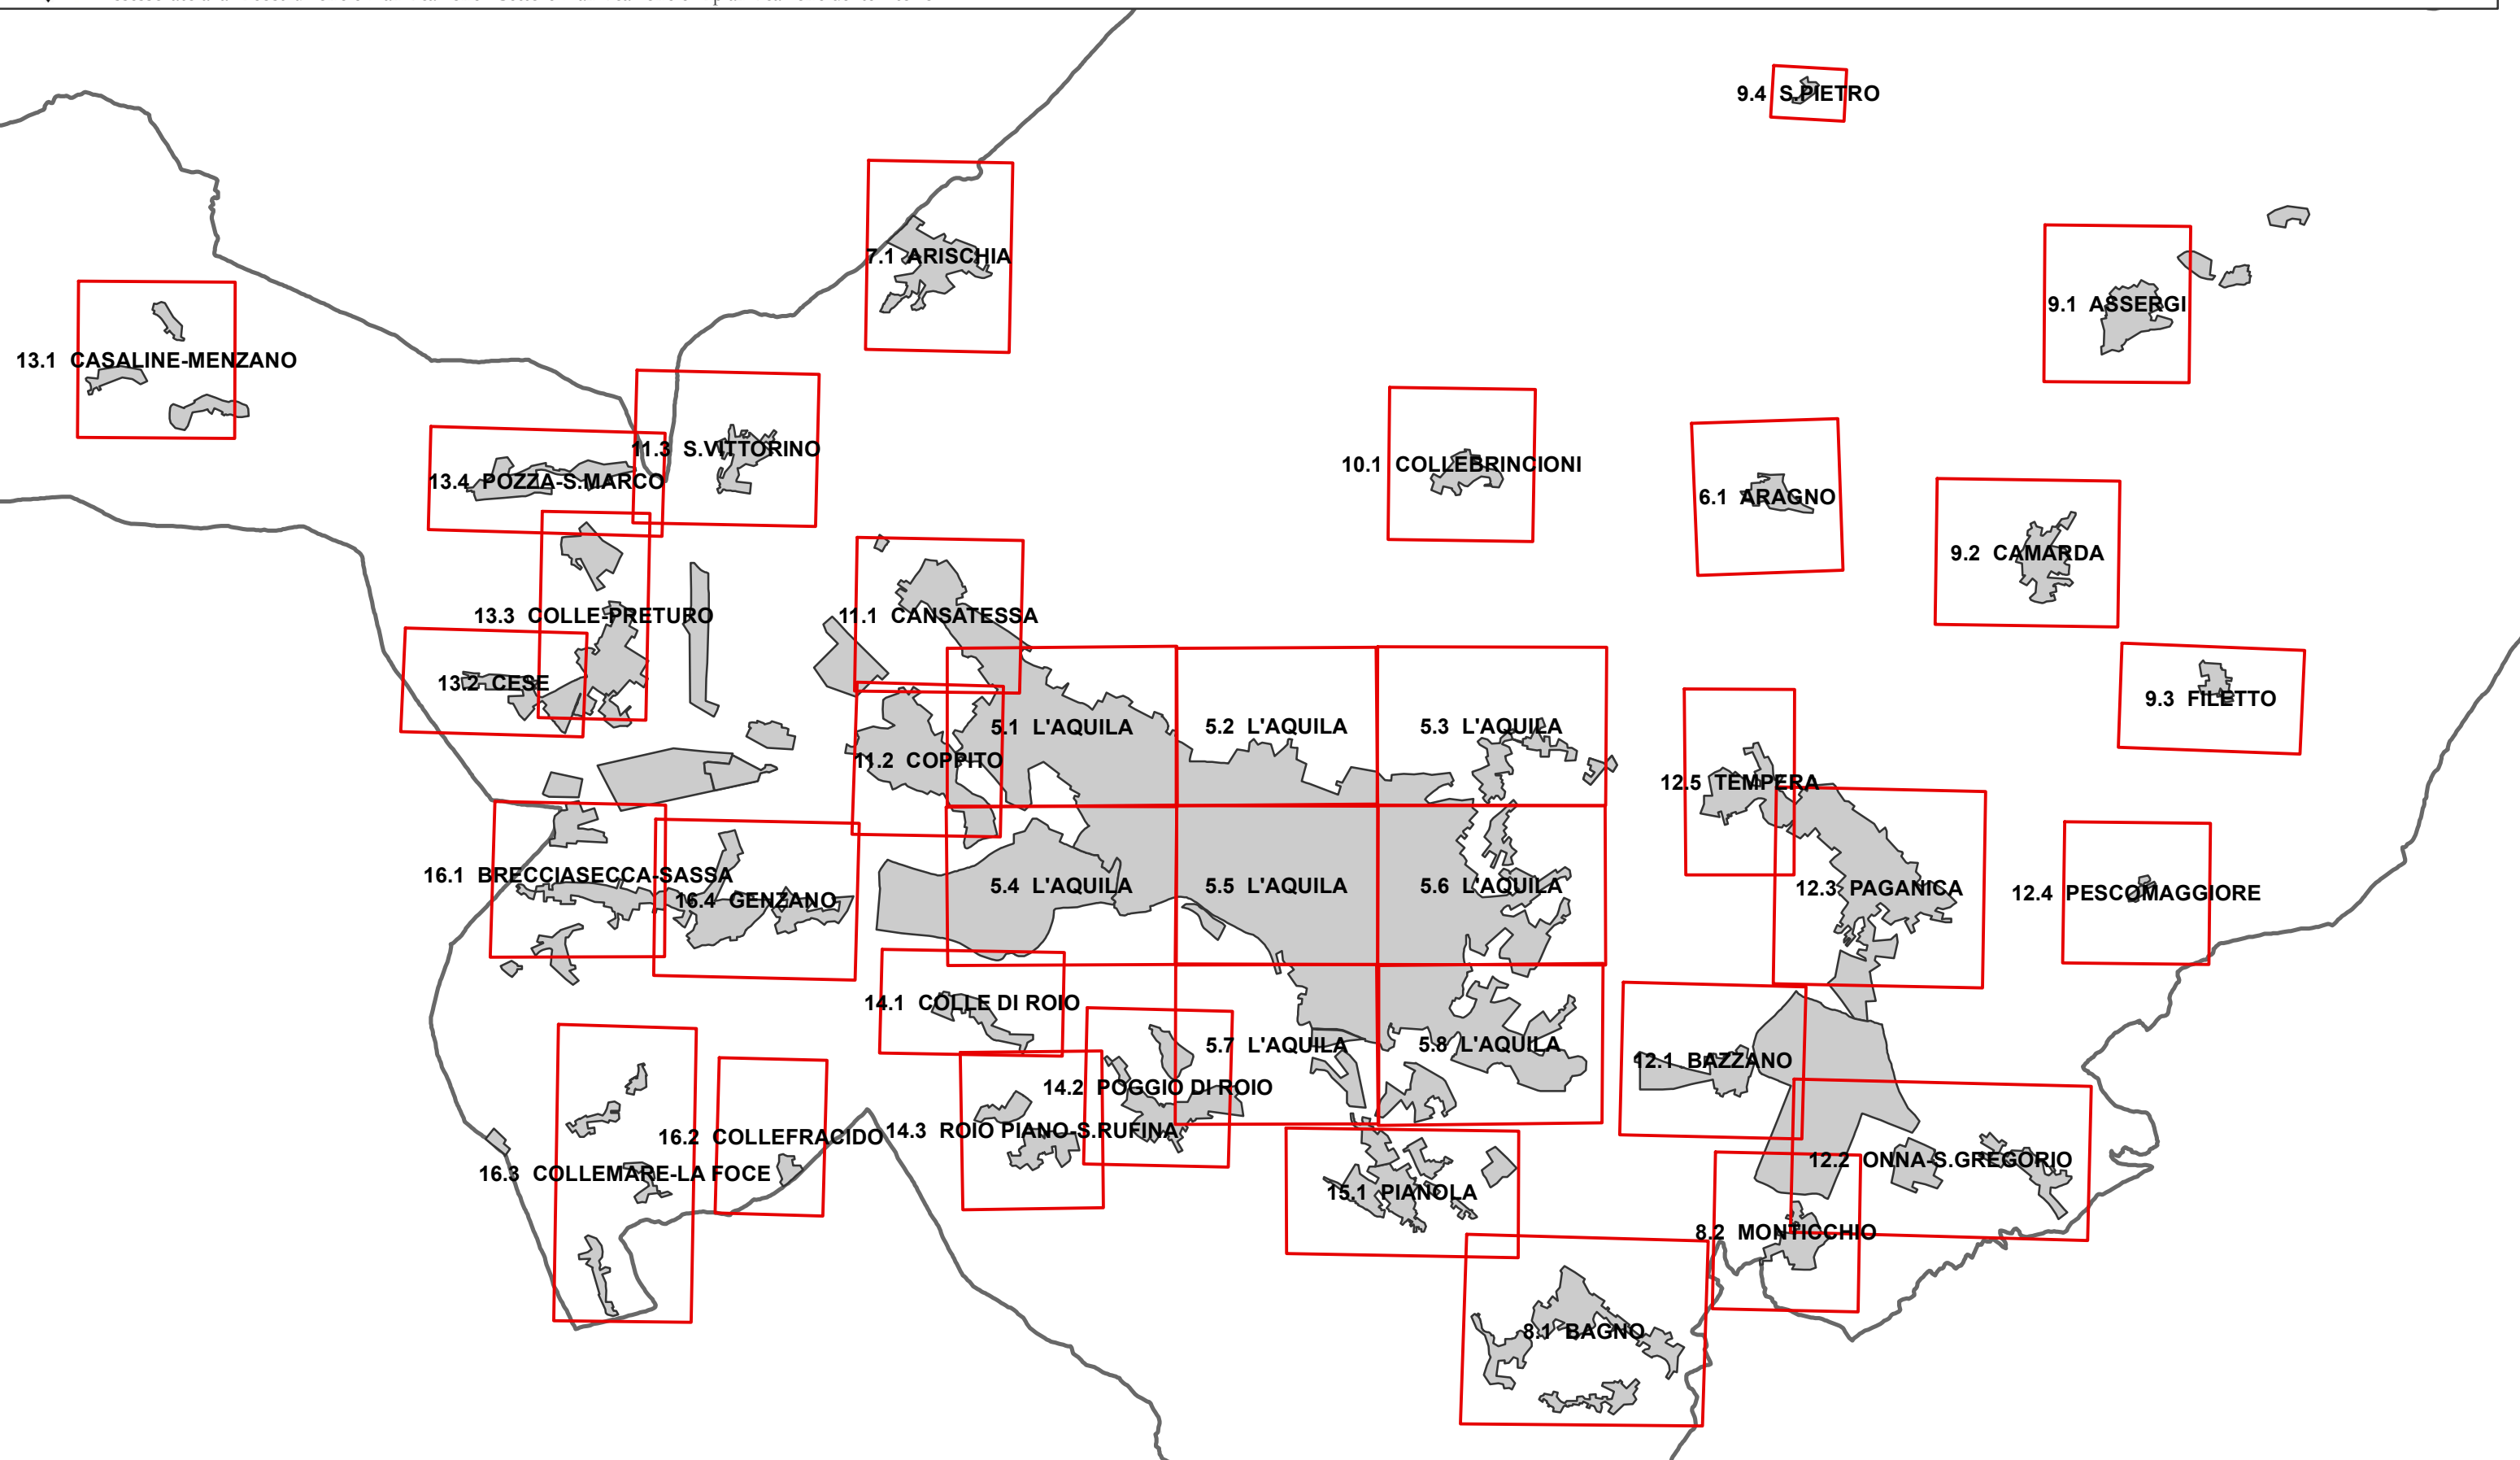 9.4 S.PIETRO
7.1 ARISCHIA
9.1 ASSERGI
13.1 CASALINE-MENZANO
11.3 S.VITTORINO
10.1 COLLEBRINCIONI
13.4 POZZA-S.MARCO
6.1 ARAGNO
9.2 CAMARDA
13.3 COLLE-PRETURO
11.1 CANSATESSA
13.2 CESE
9.3 FILETTO
5.1 L'AQUILA
5.2 L'AQUILA
5.3 L'AQUILA
11.2 COPPITO
12.5 TEMPERA
16.1 BRECCIASECCA-SASSA
5.4 L'AQUILA
5.5 L'AQUILA
5.6 L'AQUILA
12.3 PAGANICA
12.4 PESCOMAGGIORE
16.4 GENZANO
14.1 COLLE DI ROIO
5.7 L'AQUILA
5.8 L'AQUILA
12.1 BAZZANO
14.2 POGGIO DI ROIO
14.3 ROIO PIANO-S.RUFINA
16.2 COLLEFRACIDO
12.2 ONNA-S.GREGORIO
16.3 COLLEMARE-LA FOCE
15.1 PIANOLA
8.2 MONTICCHIO
8.1 BAGNO